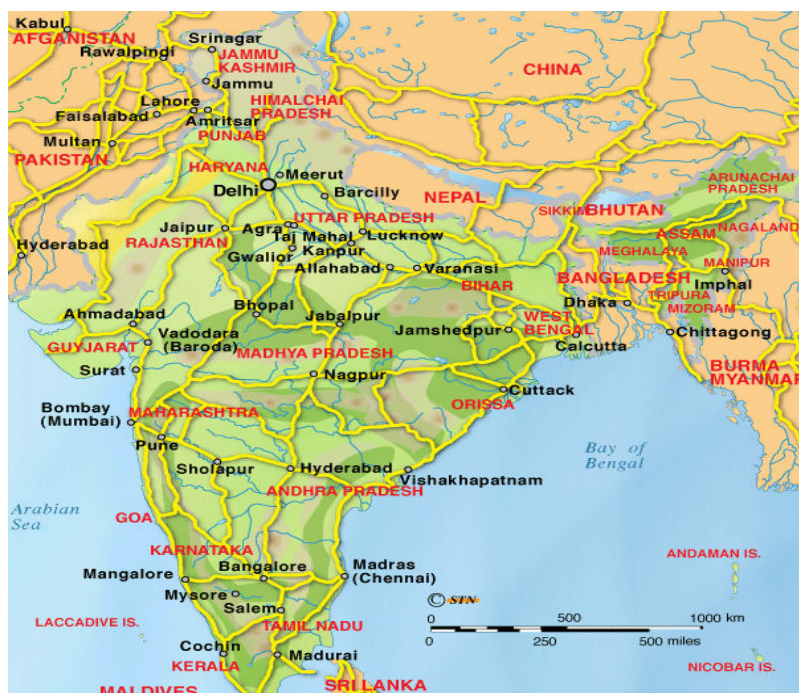 Kabul
AFGANISTAN
Srinagar
Rawalpindi
JAMMU
KASHMIR
CHINA
Jammu
Lahore
HIMALCHAI
PRADESH
Faisalabad
Amritsar
PUNJAB
Multan
PAKISTAN
HARYANA
Meerut
Delhi
Barcilly
NEPAL
ARUNACHAI
PRADESH
SIKKIM
BHUTAN
Jaipur
Agra
UTTAR PRADESH
Taj Mahal
Lucknow
ASSAM
NAGALAND
Hyderabad
RAJASTHAN
Gwalior
Kanpur
MEGHALAYA
MANIPUR
Allahabad
Varanasi
BANGLADESH
Imphal
BIHAR
Dhaka
TRIPURA
MIZORAM
Ahmadabad
Bhopal
Jabalpur
Jamshedpur
WEST
BENGAL
Chittagong
Vadodara
(Baroda)
GUYJARAT
MADHYA PRADESH
Calcutta
BURMA
MYANMAR
Surat
Nagpur
Cuttack
ORISSA
Bombay
(Mumbai)
MAHARASHTRA
Pune
Bay of
Bengal
Sholapur
Hyderabad
Vishakhapatnam
ANDHRA PRADESH
Arabian
Sea
GOA
KARNATAKA
ANDAMAN IS.
Mangalore
Bangalore
Madras
(Chennai)
Mysore
Salem
© STN
LACCADIVE IS.
TAMIL NADU
0 500 1000 km
0 250 500 miles
Cochin
KERALA
Madurai
NICOBAR IS.
MALDIVES
SRI LANKA